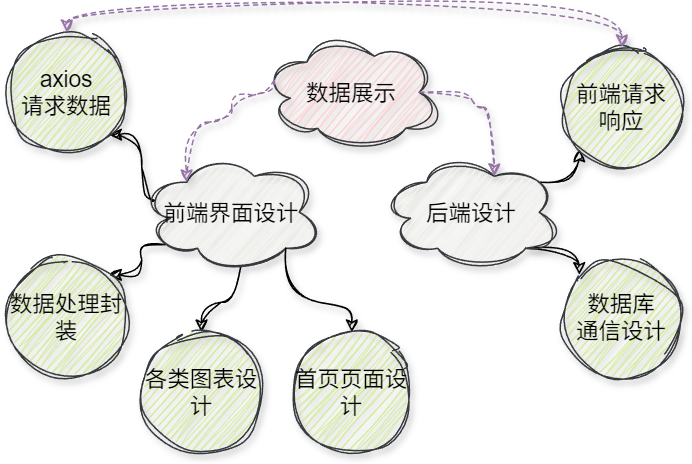 axios
请求数据
数据展示
前端请求
响应
前端界面设计
后端设计
数据处理封
装
数据库
通信设计
各类图表设
计
首页页面设
计